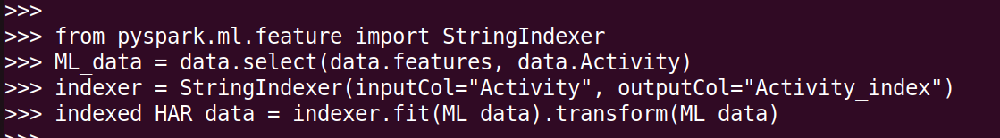 >>>
>>> from pyspark.ml.feature import StringIndexer
>>> ML_data = data.select(data.features, data.Activity)
>>> indexer = StringIndexer(inputCol="Activity", outputCol="Activity_index")
>>> indexed_HAR_data = indexer.fit(ML_data).transform(ML_data)
>>>